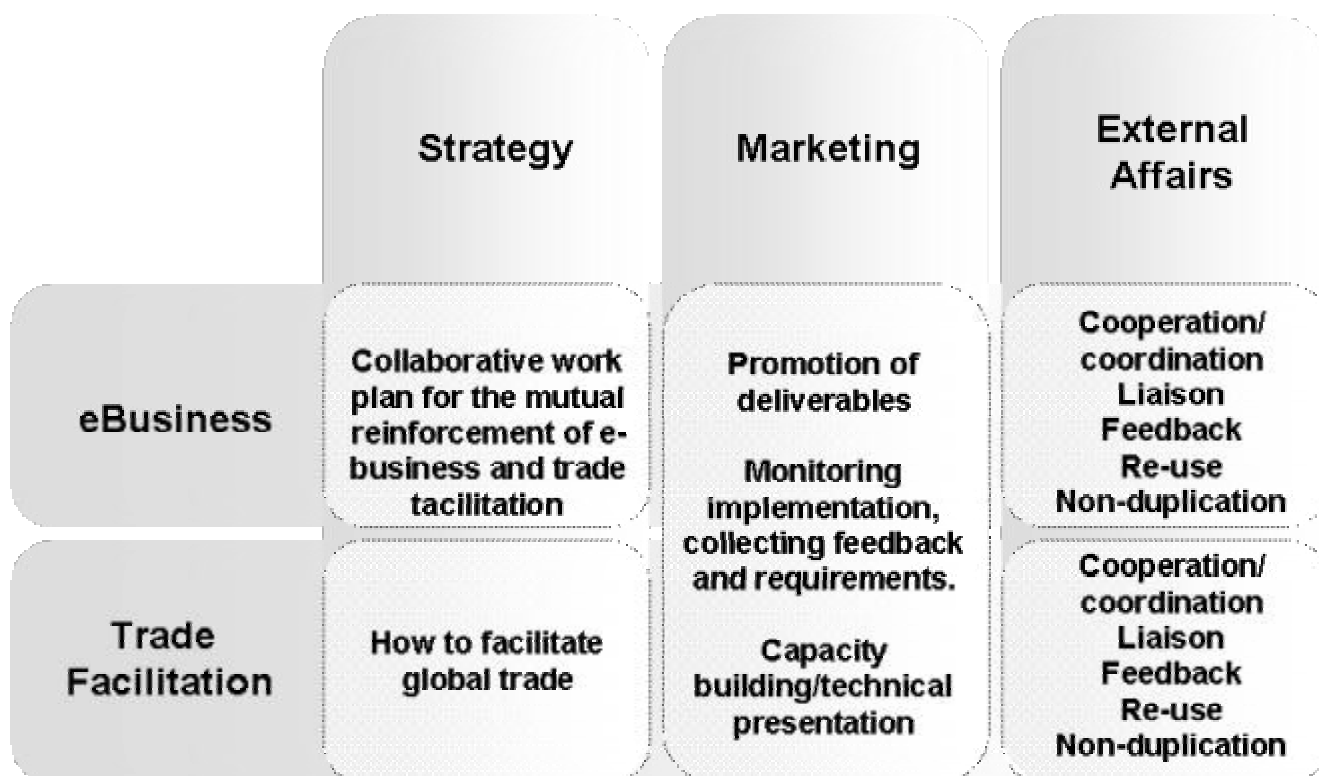 Strategy
Marketing
External
Affairs
eBusiness
Collaborative work
plan for the mutual
reinforcement of e-
business and trade
tacilitation
Promotion of
deliverables
Monitoring
implementation,
collecting feedback
and requirements.
Capacity
building/technical
presentation
Cooperation/
coordination
Liaison
Feedback
Re-use
Non-duplication
Trade
Facilitation
How to facilitate
global trade
Cooperation/
coordination
Liaison
Feedback
Re-use
Non-duplication